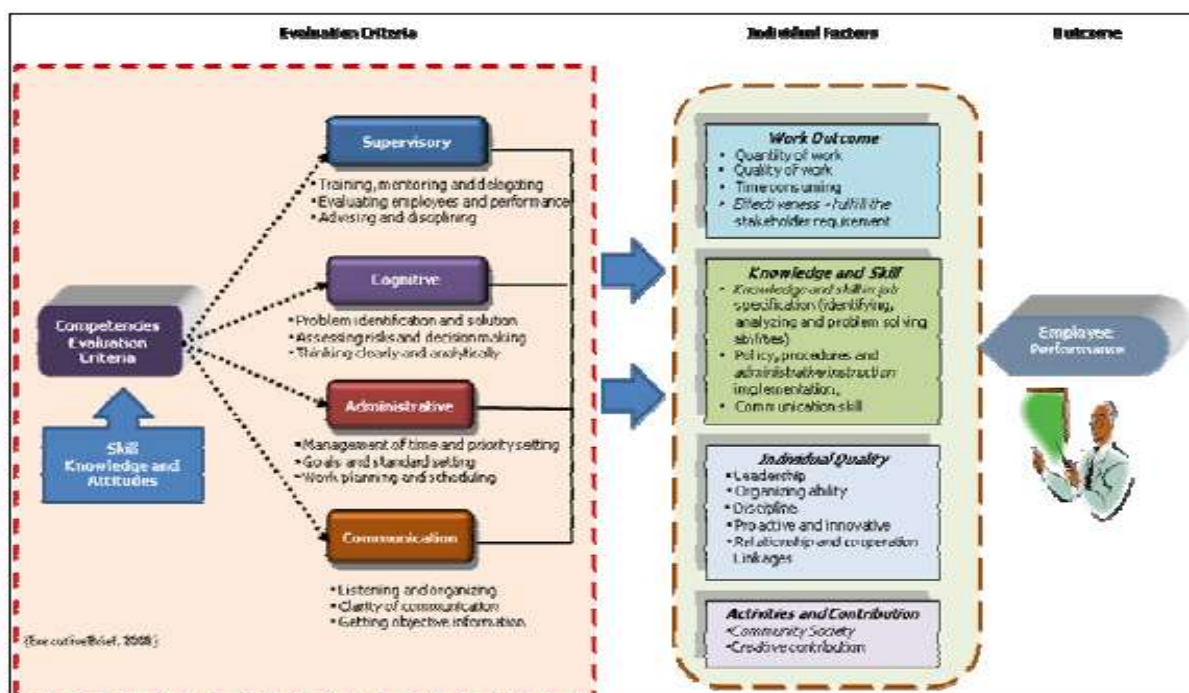 Evaluation Criteria
Individual Factors
Outcome
Supervisory
• Training, mentoring and delegating
• Evaluating employees and performance
• Advising and disciplining
Cognitive
• Problem identification and solution
• Assessing risks and decision making
• Thinking clearly and analytically
Competencies
Evaluation
Criteria
Administrative
• Management of time and priority setting
• Goals and standard setting
• Work planning and scheduling
Skill
Knowledge and
Attitudes
Communication
• Listening and organizing
• Clarity of communication
• Getting objective information
(ExecutiveBrief, 2008)
Work Outcome
• Quantity of work
• Quality of work
• Time consuming
• Effectiveness - fulfill the
stakeholder requirement
Knowledge and Skill
• Knowledge and skill in job
specification (identifying,
analyzing and problem solving
abilities)
• Policy, procedures and
administrative instruction
implementation,
• Communication skill
Individual Quality
• Leadership
• Organizing ability
• Discipline
• Proactive and innovative
• Relationship and cooperation
Linkages
Activities and Contribution
• Community Society
• Creative contribution
Employee
Performance